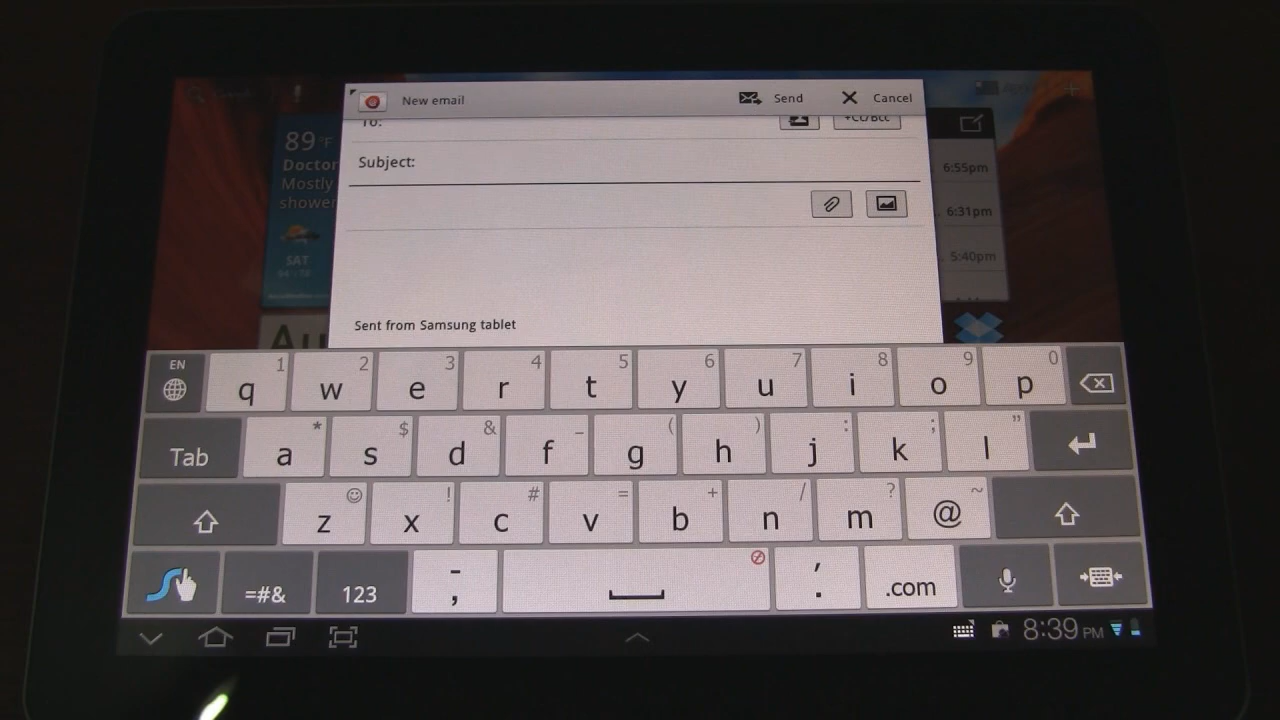 New email Send Cancel
To: +Cc/Bcc
Subject:
89 °F
Doctor
Mostly
shower
SAT
6:55pm
6:31pm
5:40pm
Sent from Samsung tablet
Au
EN q 1 w 2 e 3 r 4 t 5 y 6 u 7 i 8 o 9 p 0
Tab a * s $ d & f _ g ( h ) j : k ; l "
z x ! c # v = b + n / m ? @ ~
=#& 123 - , ' . .com
8:39 PM